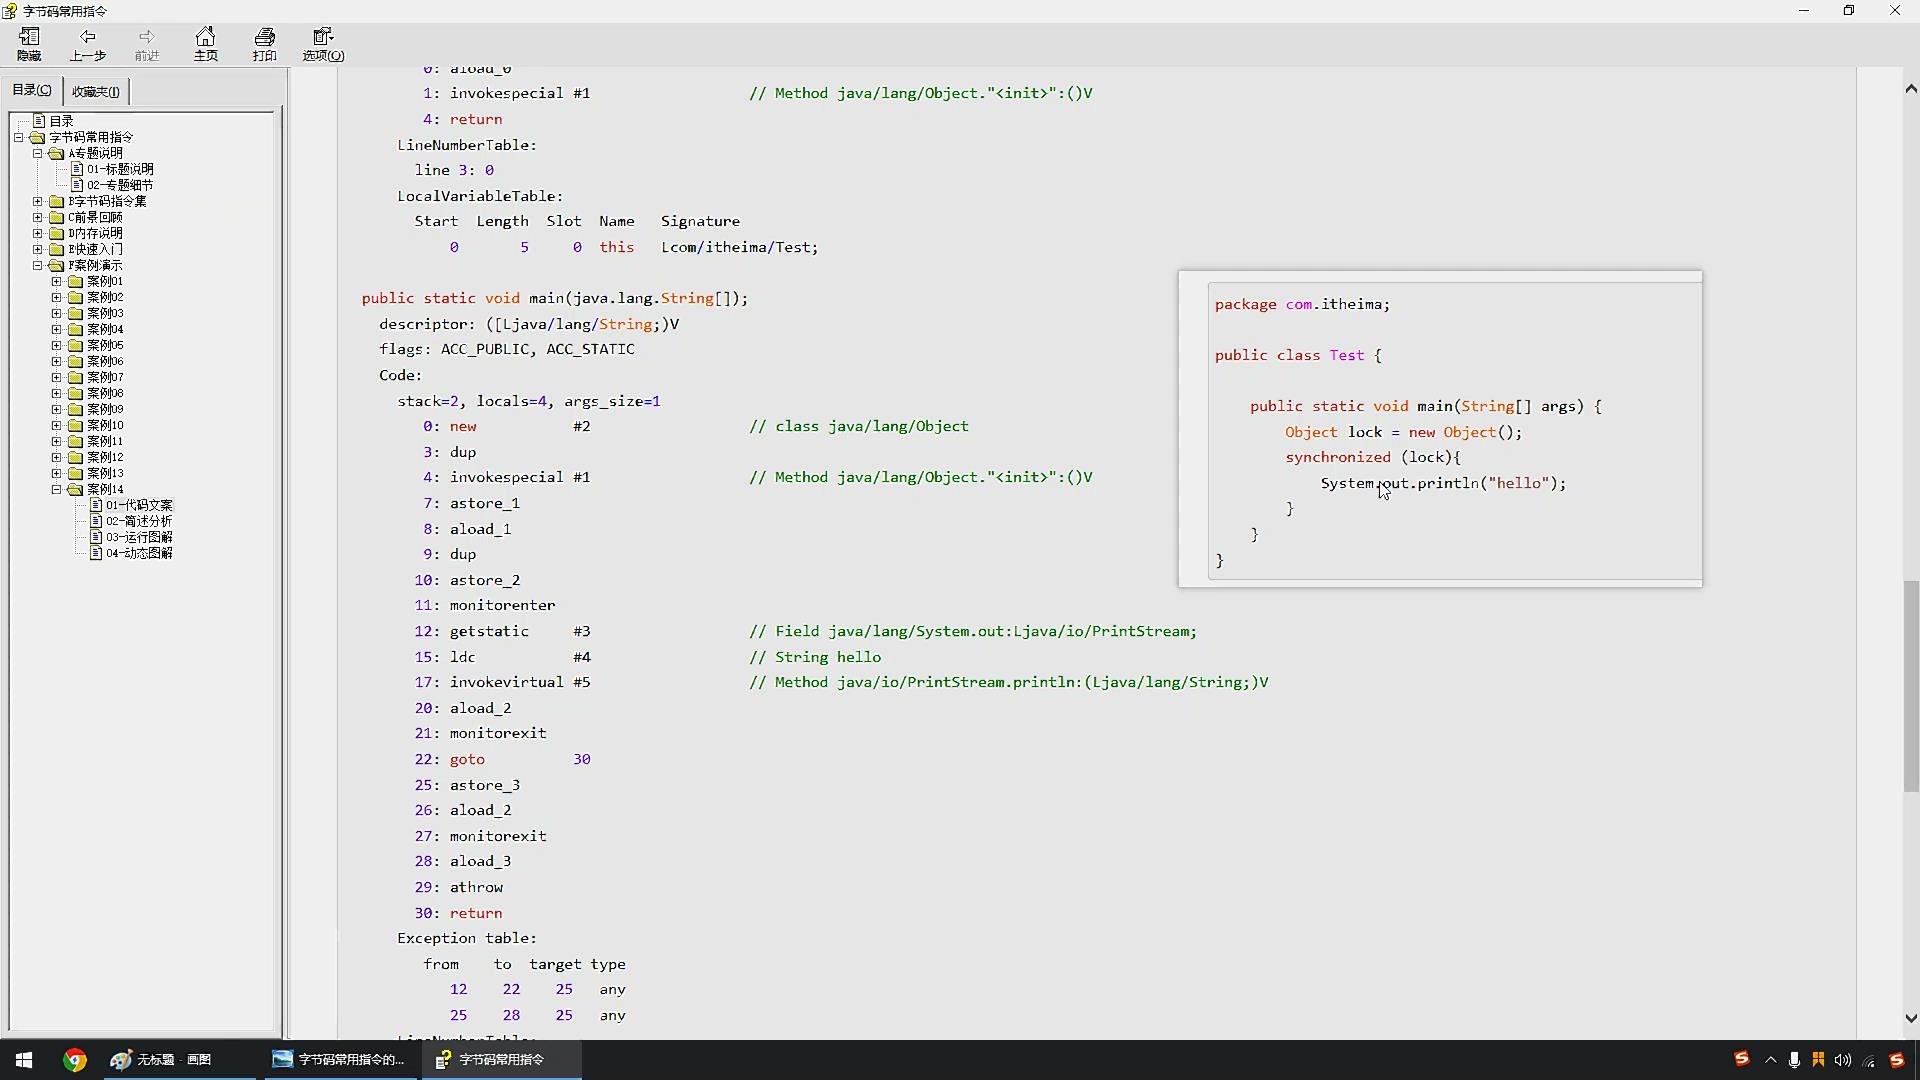 字节码常用指令
隐藏 上一步 前进 主页 打印 选项(O)
目录(C) 收藏夹(I)
目录
字节码常用指令
A专题说明
01-标题说明
02-专题细节
B字节码指令集
C前景回顾
D内存说明
E快速入门
F案例演示
案例01
案例02
案例03
案例04
案例05
案例06
案例07
案例08
案例09
案例10
案例11
案例12
案例13
案例14
01-代码文案
02-简述分析
03-运行图解
04-动态图解
0: aload_0
1: invokespecial #1 // Method java/lang/Object."<init>":()V
4: return
LineNumberTable:
line 3: 0
LocalVariableTable:
Start Length Slot Name Signature
0 5 0 this Lcom/itheima/Test;
public static void main(java.lang.String[]);
descriptor: ([Ljava/lang/String;)V
flags: ACC_PUBLIC, ACC_STATIC
Code:
stack=2, locals=4, args_size=1
0: new #2 // class java/lang/Object
3: dup
4: invokespecial #1 // Method java/lang/Object."<init>":()V
7: astore_1
8: aload_1
9: dup
10: astore_2
11: monitorenter
12: getstatic #3 // Field java/lang/System.out:Ljava/io/PrintStream;
15: ldc #4 // String hello
17: invokevirtual #5 // Method java/io/PrintStream.println:(Ljava/lang/String;)V
20: aload_2
21: monitorexit
22: goto 30
25: astore_3
26: aload_2
27: monitorexit
28: aload_3
29: athrow
30: return
Exception table:
from to target type
12 22 25 any
25 28 25 any
LineNumberTable:
package com.itheima;
public class Test {
public static void main(String[] args) {
Object lock = new Object();
synchronized (lock){
System.out.println("hello");
}
}
}
无标题 - 画图 字节码常用指令的... 字节码常用指令